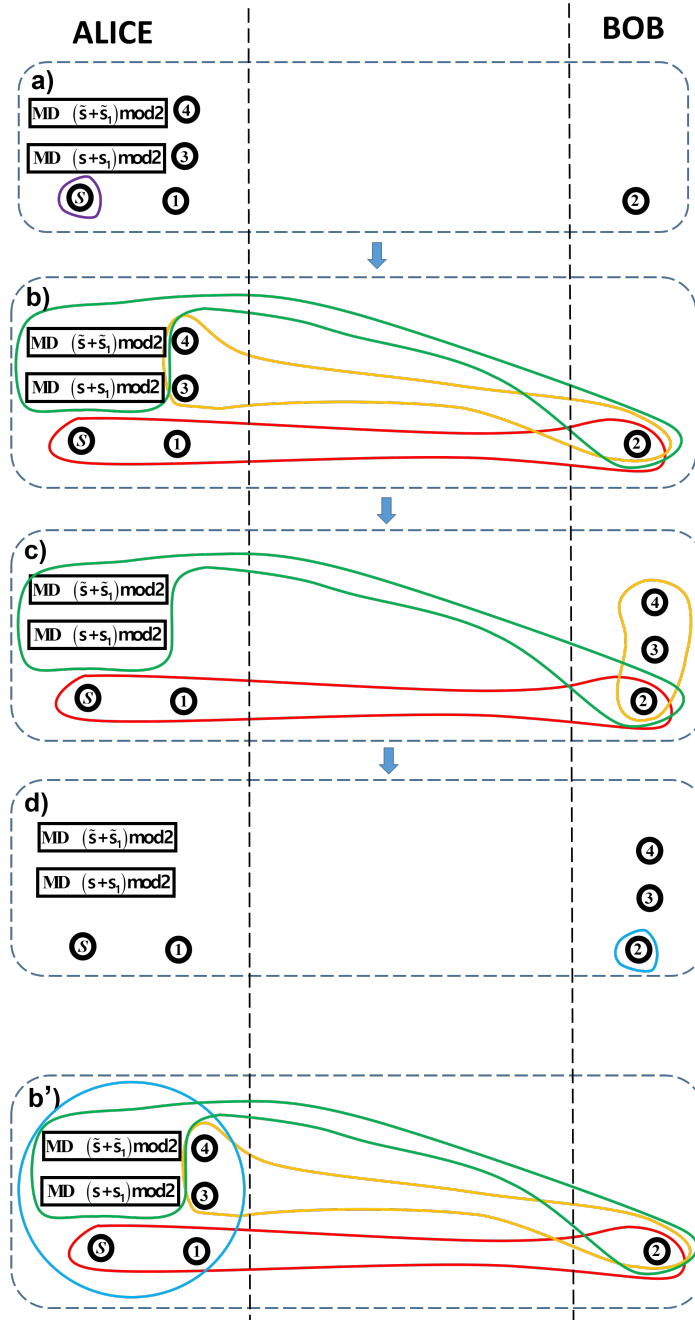 ALICE BOB
a)
MD (s̃+s̃₁)mod2 4
MD (s+s₁)mod2 3
S 1 2
b)
MD (s̃+s̃₁)mod2 4
MD (s+s₁)mod2 3
S 1 2
c)
MD (s̃+s̃₁)mod2 4
MD (s+s₁)mod2 3
S 1 2
d)
MD (s̃+s̃₁)mod2 4
MD (s+s₁)mod2 3
S 1 2
b’)
MD (s̃+s̃₁)mod2 4
MD (s+s₁)mod2 3
S 1 2